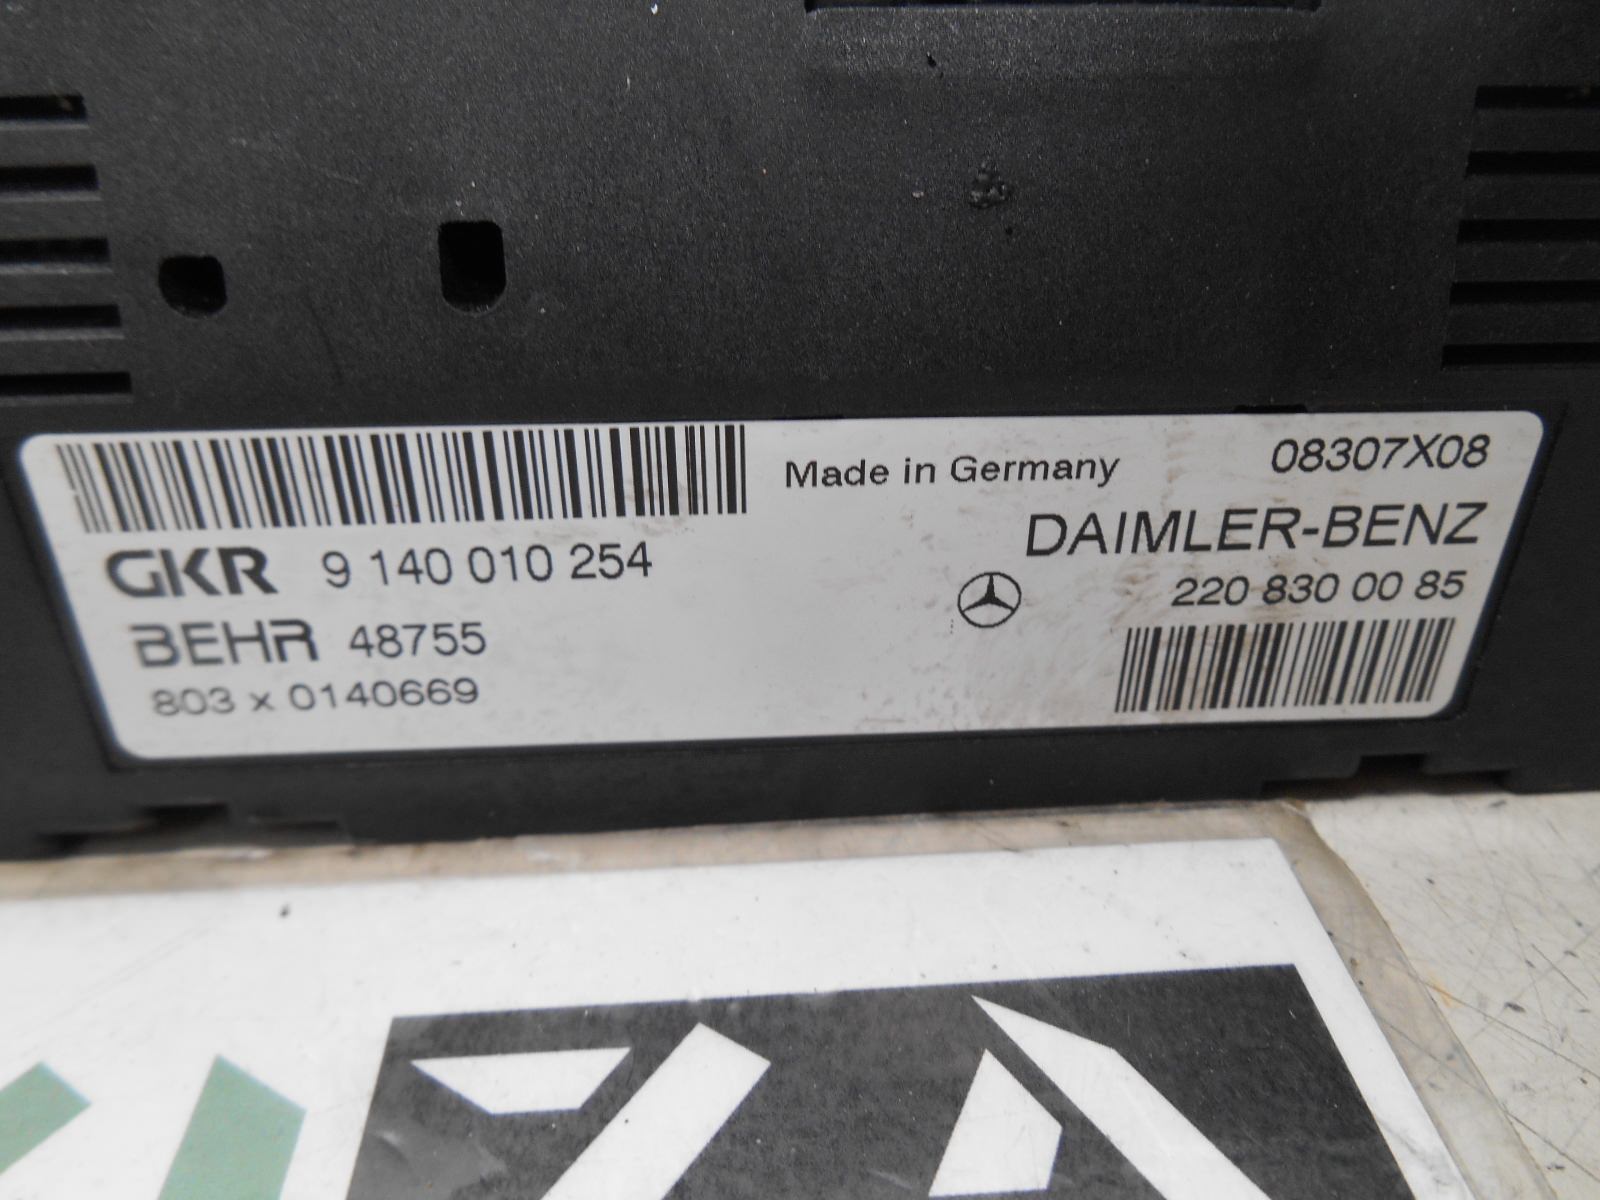 Made in Germany 08307X08
GKR 9 140 010 254
DAIMLER-BENZ
220 830 00 85
BEHR 48755
803 x 0140669